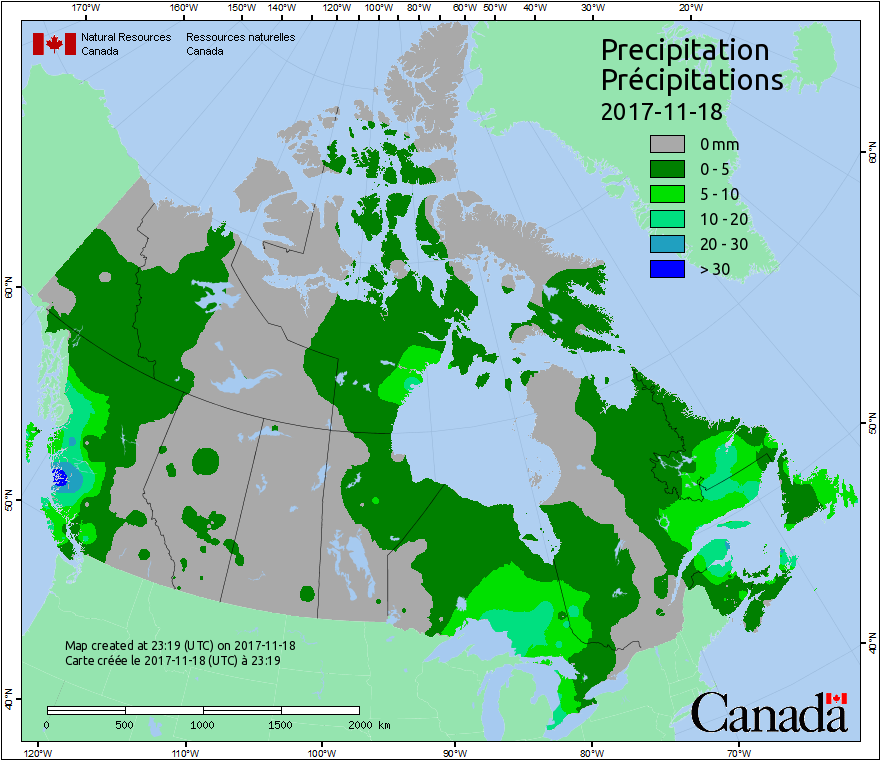 170°W 160°W 150°W 140°W 120°W 100°W 80°W 60°W 50°W 40°W 30°W 20°W
Natural Resources Ressources naturelles
Canada Canada
Precipitation
Précipitations
2017-11-18
0 mm
0 - 5
5 - 10
10 - 20
20 - 30
> 30
60°N
60°N
50°N
50°N
40°N
40°N
Map created at 23:19 (UTC) on 2017-11-18
Carte créée le 2017-11-18 (UTC) à 23:19
0 500 1000 1500 2000 km
Canada
120°W 110°W 100°W 90°W 80°W 70°W